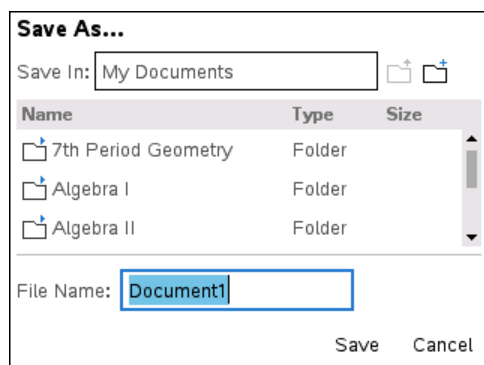 Save As...
Save In: My Documents
Name Type Size
7th Period Geometry Folder
Algebra I Folder
Algebra II Folder
File Name: Document1
Save Cancel